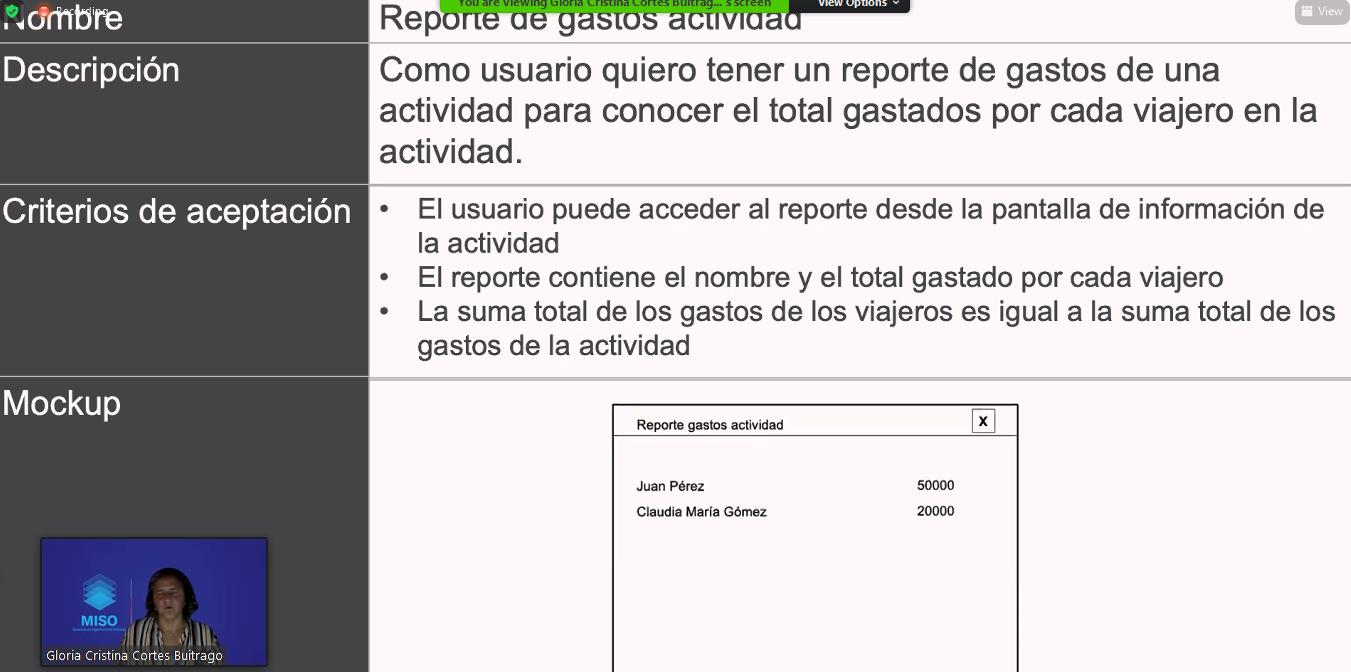 Recording
You are viewing Gloria Cristina Cortes Buitrag... 's screen
View Options
View
Nombre
Reporte de gastos actividad
Descripción
Como usuario quiero tener un reporte de gastos de una
actividad para conocer el total gastados por cada viajero en la
actividad.
Criterios de aceptación
• El usuario puede acceder al reporte desde la pantalla de información de
la actividad
• El reporte contiene el nombre y el total gastado por cada viajero
• La suma total de los gastos de los viajeros es igual a la suma total de los
gastos de la actividad
Mockup
Reporte gastos actividad
X
Juan Pérez 50000
Claudia María Gómez 20000
MISO
Gloria Cristina Cortes Buitrago